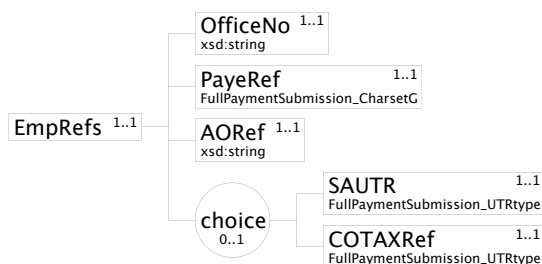 OfficeNo 1..1
xsd:string
PayeRef 1..1
FullPaymentSubmission_CharsetG
EmpRefs 1..1
AORef 1..1
xsd:string
choice
0..1
SAUTR 1..1
FullPaymentSubmission_UTRtype
COTAXRef 1..1
FullPaymentSubmission_UTRtype